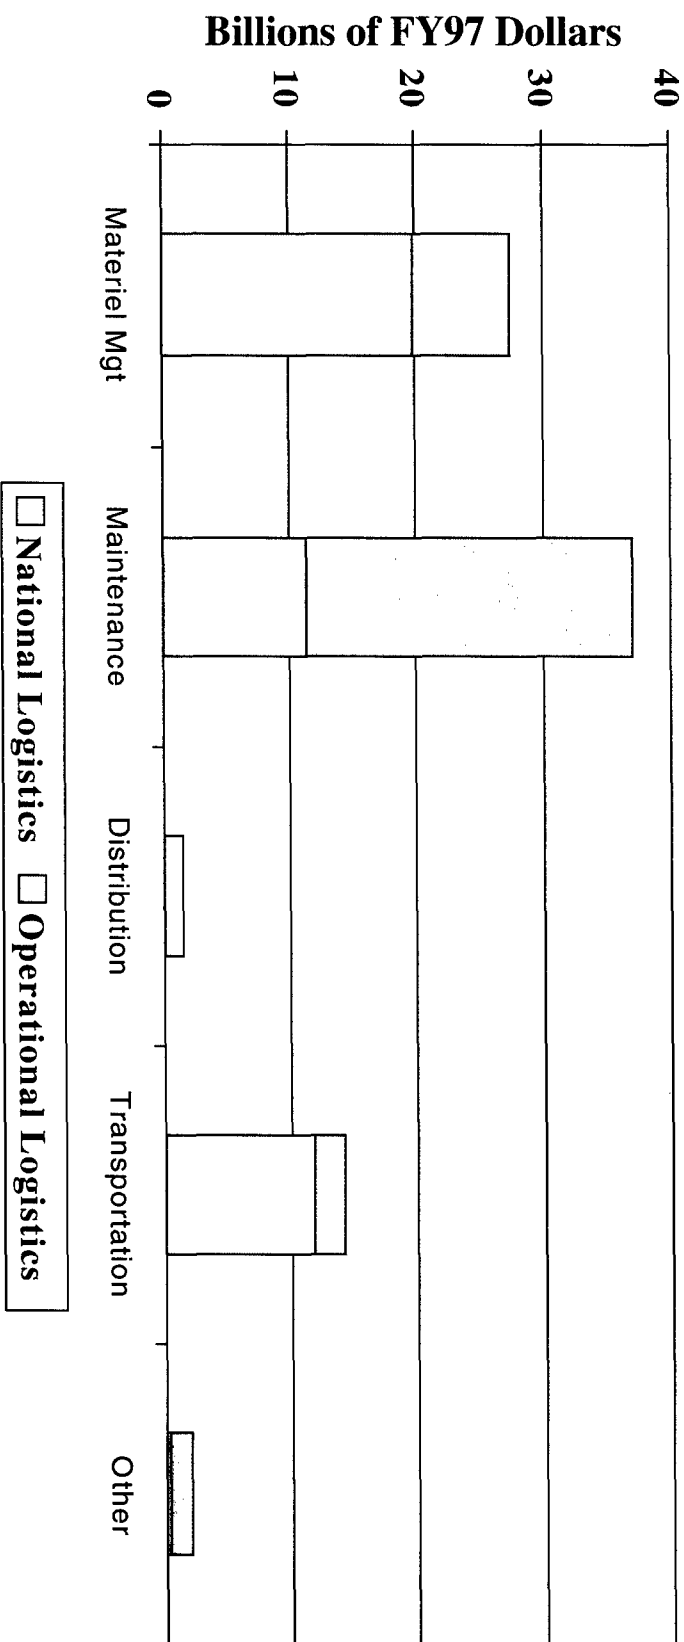 Billions of FY97 Dollars
40
30
20
10
0
Materiel Mgt
Maintenance
Distribution
Transportation
Other
National Logistics Operational Logistics